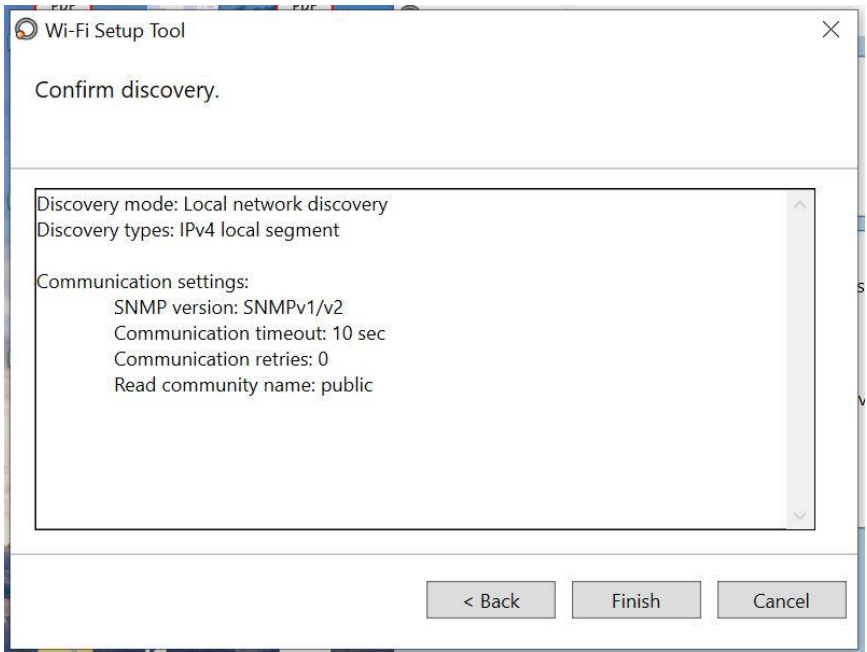 Wi-Fi Setup Tool
Confirm discovery.
Discovery mode: Local network discovery
Discovery types: IPv4 local segment
Communication settings:
SNMP version: SNMPv1/v2
Communication timeout: 10 sec
Communication retries: 0
Read community name: public
< Back
Finish
Cancel